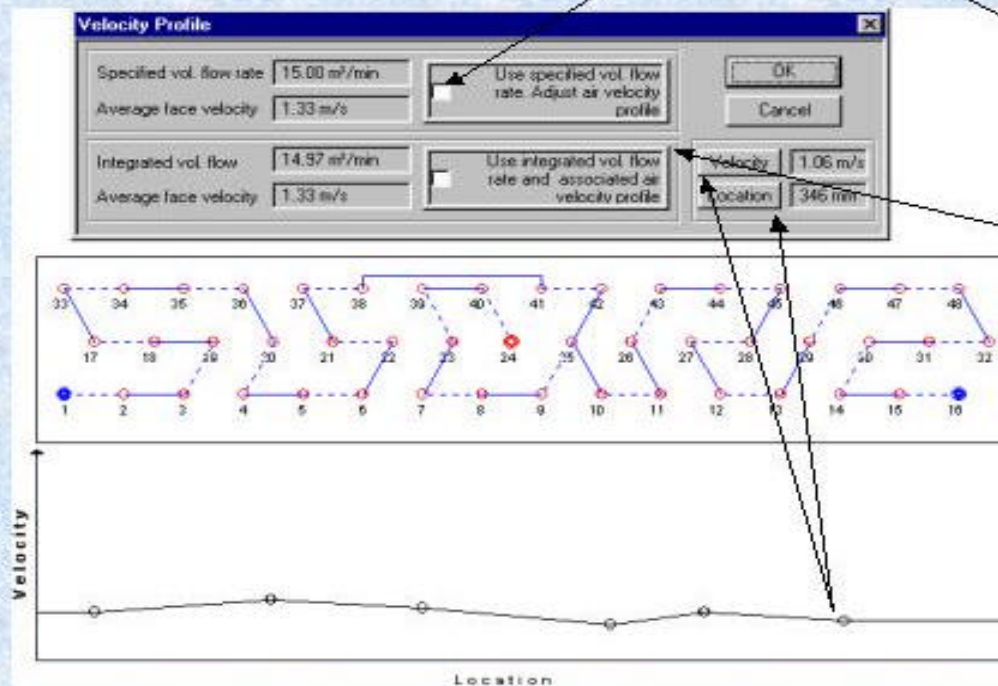 Velocity Profile
Specified vol. flow rate 15.00 m³/min
Average face velocity 1.33 m/s
Use specified vol. flow
rate. Adjust air velocity
profile
OK
Cancel
Integrated vol. flow 14.97 m³/min
Average face velocity 1.33 m/s
Use integrated vol. flow
rate and associated air
velocity profile
Velocity 1.06 m/s
Location 346 mm
33 34 35 36 37 38 39 40 41 42 43 44 45 46 47 48
17 18 19 20 21 22 23 24 25 26 27 28 29 30 31 32
1 2 3 4 5 6 7 8 9 10 11 12 13 14 15 16
Velocity
Location